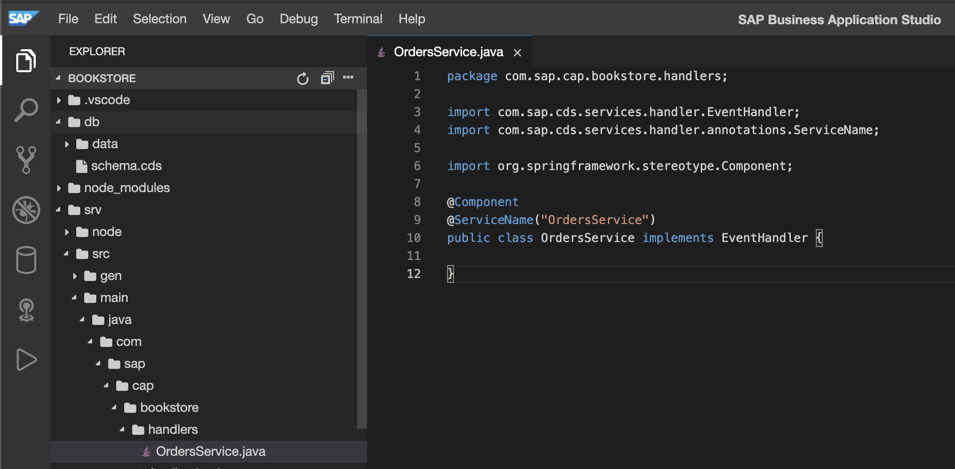 SAP File Edit Selection View Go Debug Terminal Help SAP Business Application Studio
EXPLORER
BOOKSTORE
.vscode
db
data
schema.cds
node_modules
srv
node
src
gen
main
java
com
sap
cap
bookstore
handlers
OrdersService.java
OrdersService.java ×
1 package com.sap.cap.bookstore.handlers;
2
3 import com.sap.cds.services.handler.EventHandler;
4 import com.sap.cds.services.handler.annotations.ServiceName;
5
6 import org.springframework.stereotype.Component;
7
8 @Component
9 @ServiceName("OrdersService")
10 public class OrdersService implements EventHandler {
11
12 }